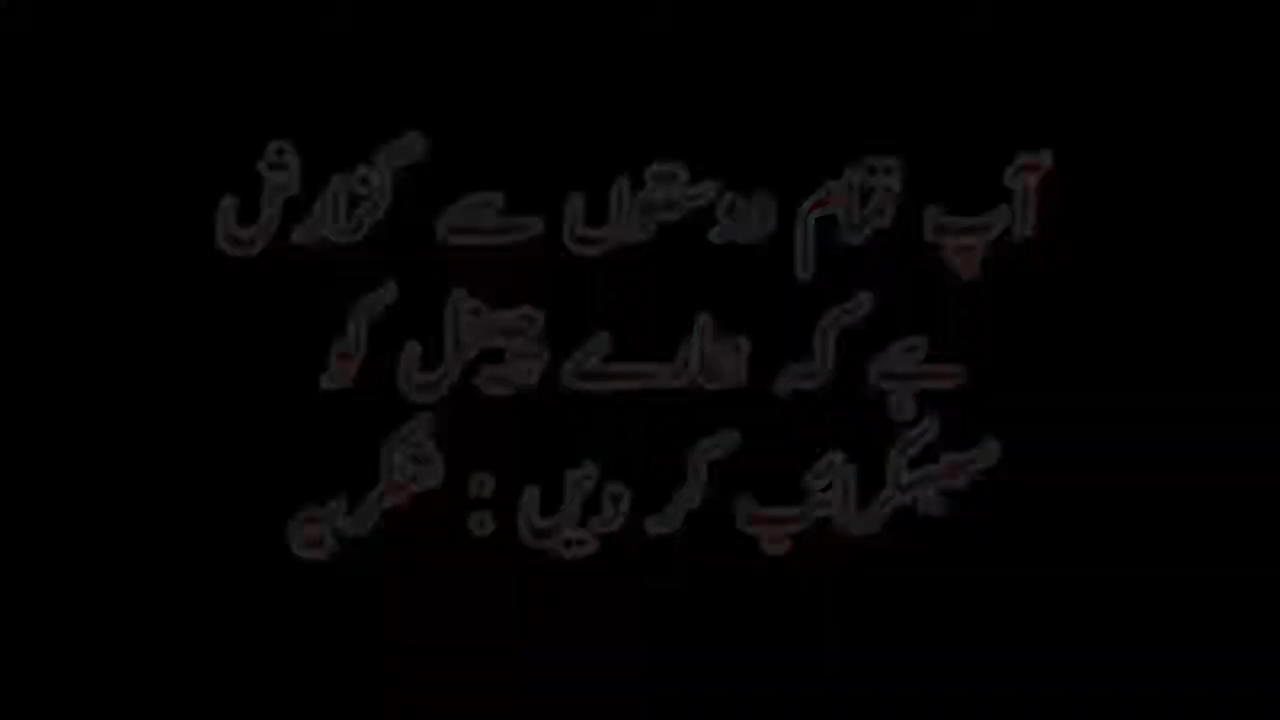 آپ تمام دوستوں سے گزارش
ہے کہ ہمارے چینل کو
سبسکرائب کر دیں : شکریہ